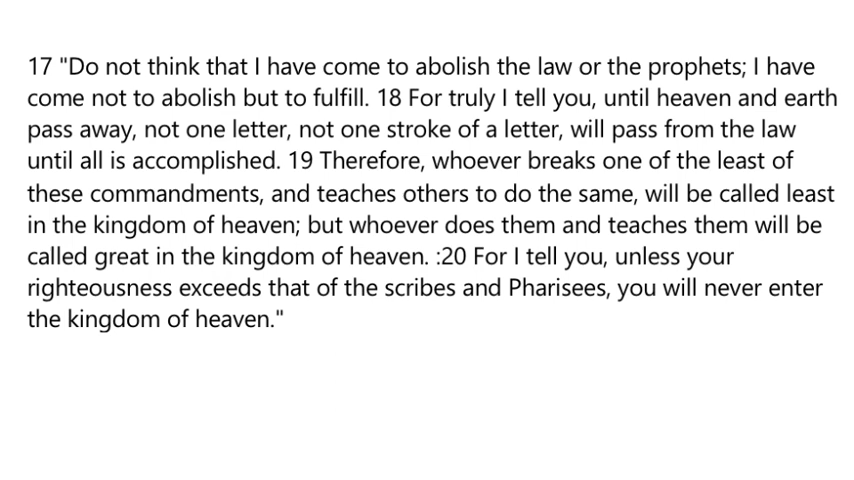 17 "Do not think that I have come to abolish the law or the prophets; I have
come not to abolish but to fulfill. 18 For truly I tell you, until heaven and earth
pass away, not one letter, not one stroke of a letter, will pass from the law
until all is accomplished. 19 Therefore, whoever breaks one of the least of
these commandments, and teaches others to do the same, will be called least
in the kingdom of heaven; but whoever does them and teaches them will be
called great in the kingdom of heaven. :20 For I tell you, unless your
righteousness exceeds that of the scribes and Pharisees, you will never enter
the kingdom of heaven."